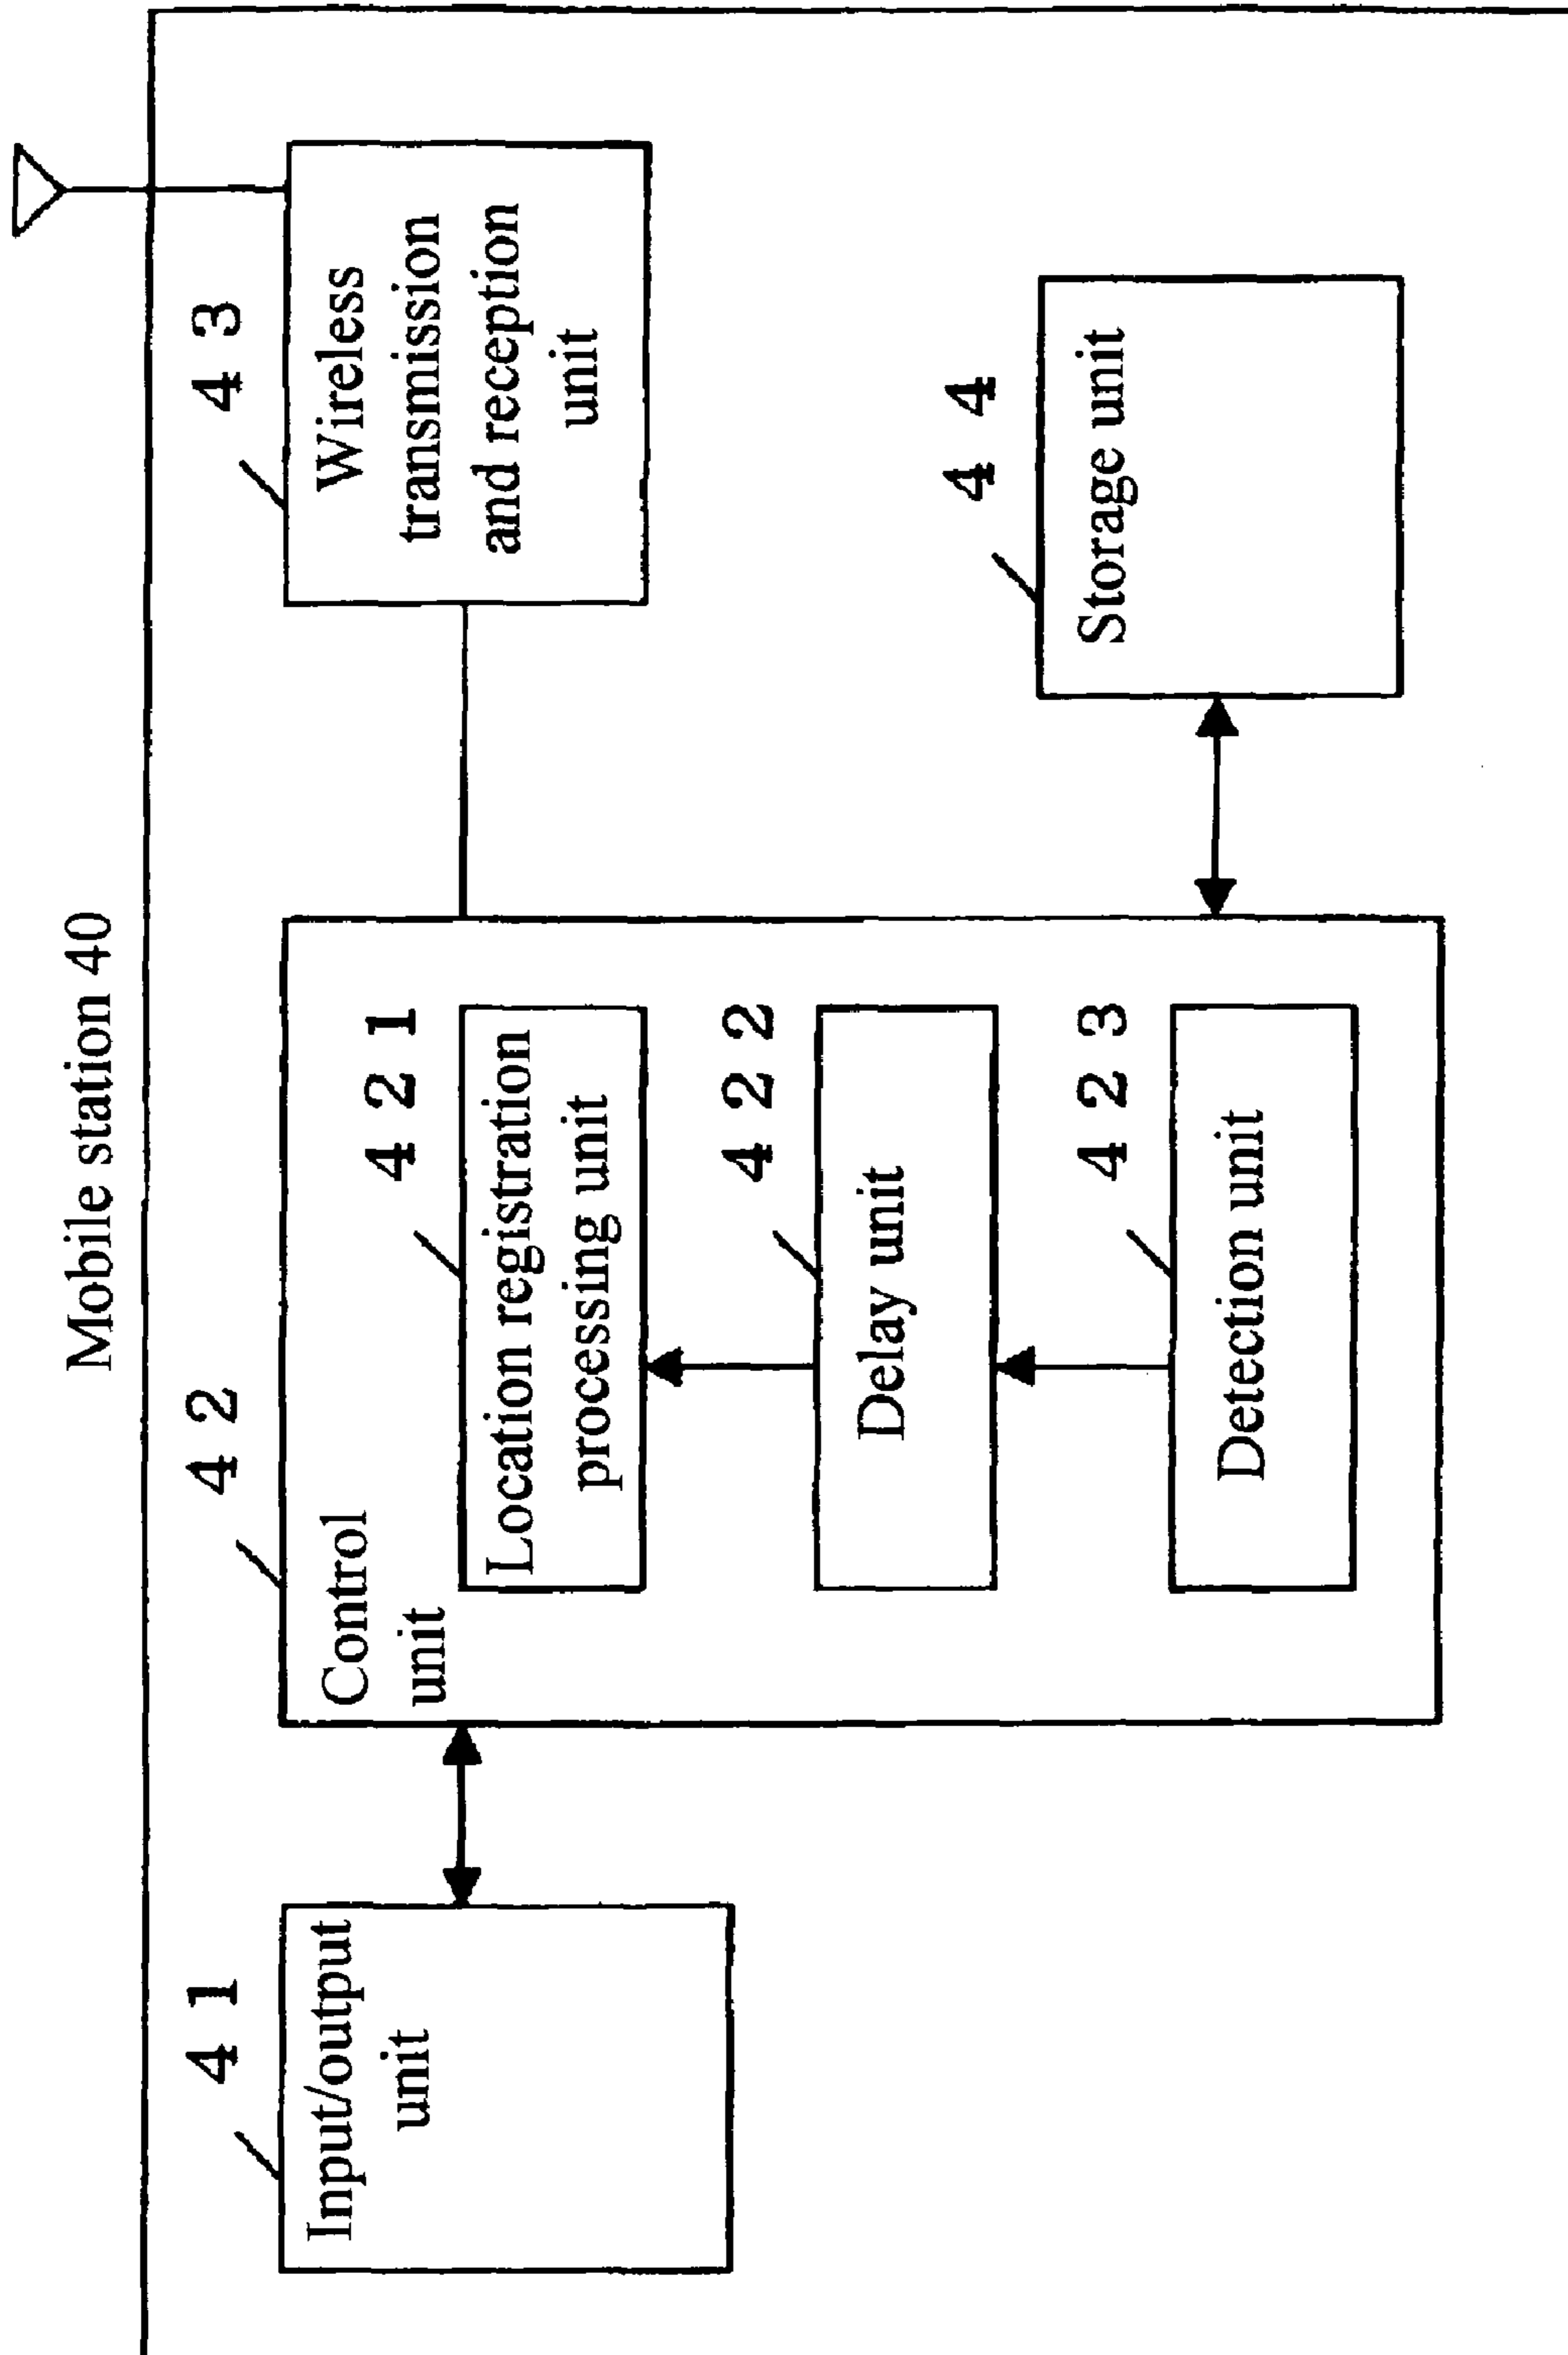 Mobile station 40
4 1
Input/output
unit
4 2
Control
unit
4 2 1
Location registration
processing unit
4 2 2
Delay unit
4 2 3
Detection unit
4 3
Wireless
transmission
and reception
unit
4 4
Storage unit